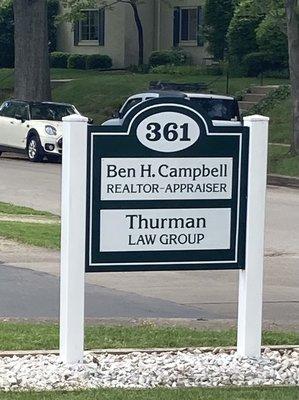 361
Ben H. Campbell
REALTOR-APPRAISER
Thurman
LAW GROUP